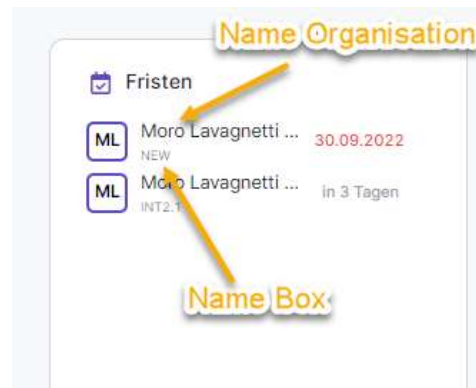 Name Organisation
Fristen
ML Moro Lavagnetti ... 30.09.2022
NEW
ML Moro Lavagnetti ... in 3 Tagen
INT2.1
Name Box